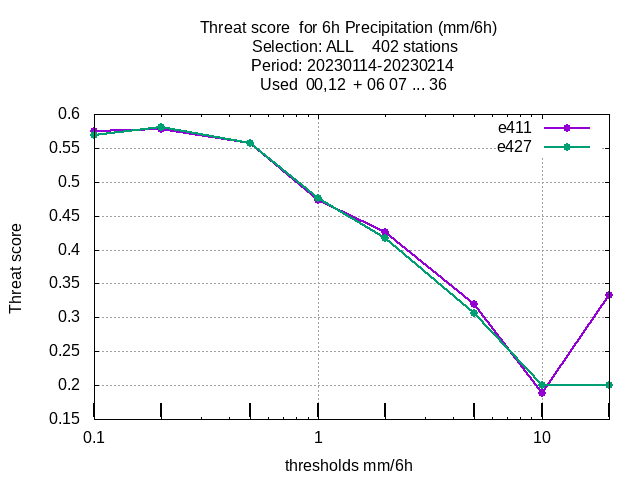 Threat score  for 6h Precipitation (mm/6h)
Selection: ALL    402 stations
Period: 20230114-20230214
Used  00,12  + 06 07 ... 36
e411
e427
0.6
0.55
0.5
0.45
0.4
0.35
0.3
0.25
0.2
0.15
Threat score
0.1 1 10
thresholds mm/6h